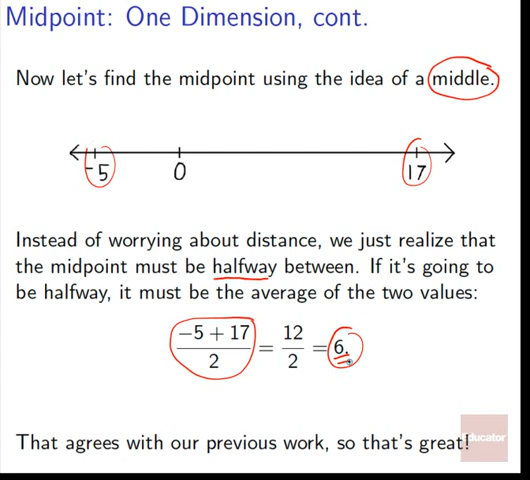 Midpoint: One Dimension, cont.
Now let's find the midpoint using the idea of a middle.
-5 0 17
Instead of worrying about distance, we just realize that
the midpoint must be halfway between. If it's going to
be halfway, it must be the average of the two values:
−5 + 17 / 2 = 12 / 2 = 6.
That agrees with our previous work, so that's great!
Educator